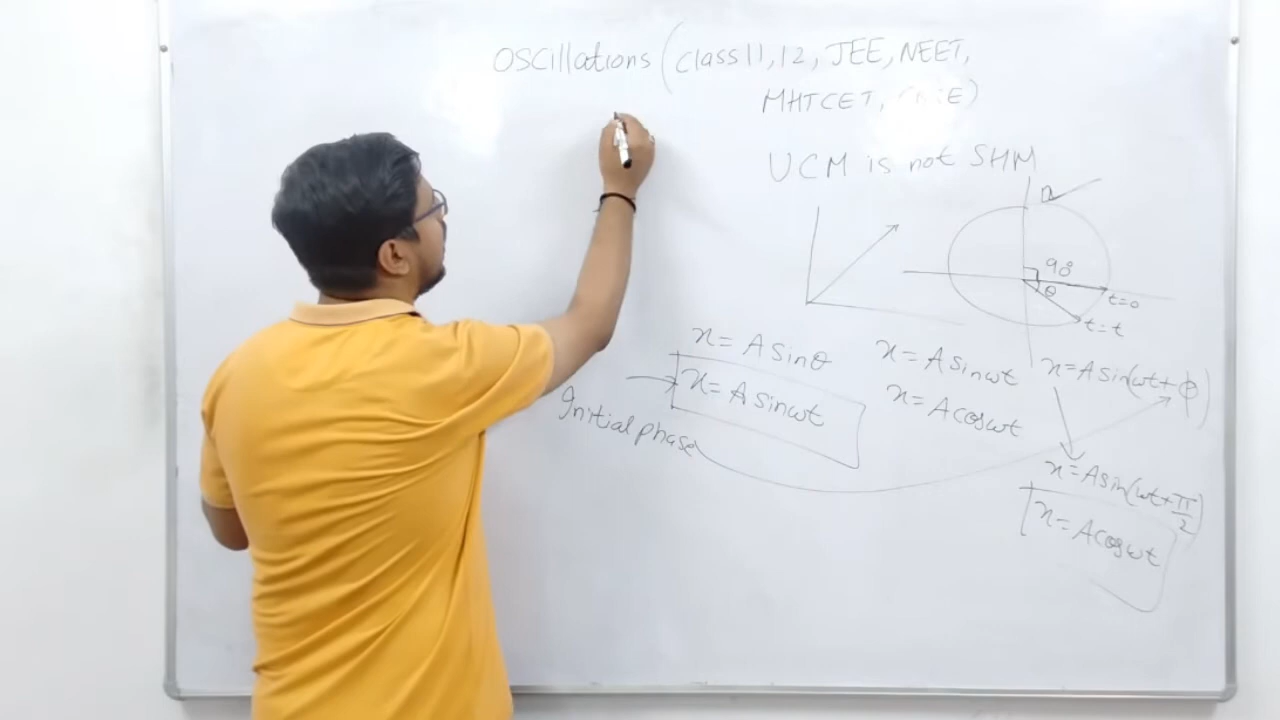 Oscillations (class 11, 12, JEE, NEET,
MHTCET,
UCM is not SHM
90°
θ
t=0
t=t
x= A sinθ
x= A sinωt
Initial phase
x= A sinωt
x= A cosωt
x= A sin(ωt+ϕ)
x= A sin(ωt+π/2)
x= A cosωt